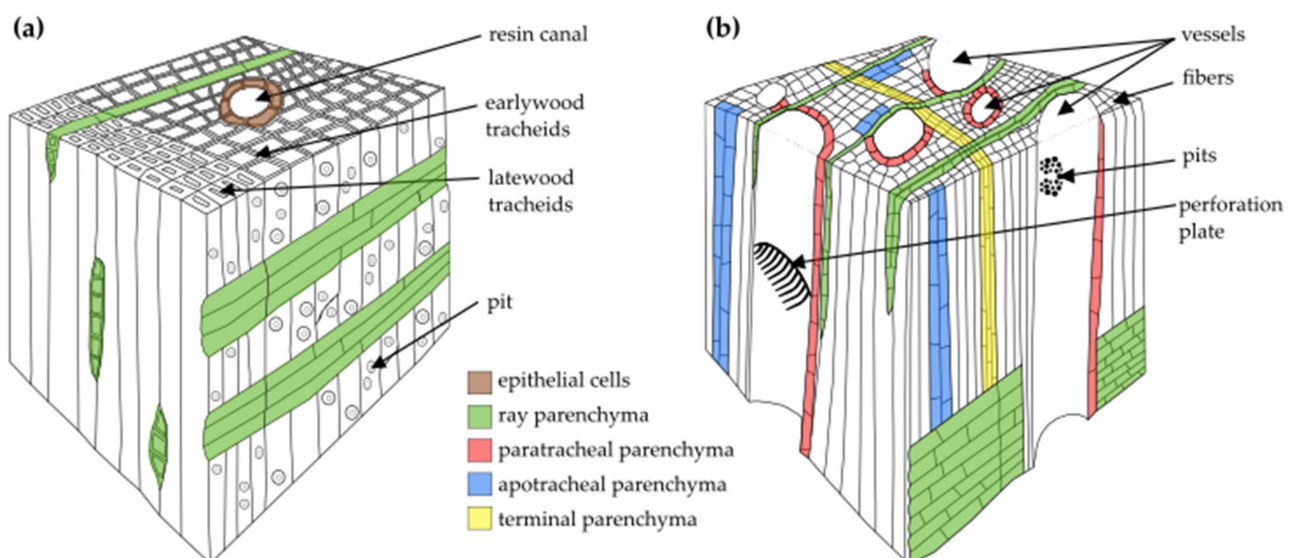 (a)
resin canal
earlywood
tracheids
latewood
tracheids
pit
epithelial cells
ray parenchyma
paratracheal parenchyma
apotracheal parenchyma
terminal parenchyma
(b)
vessels
fibers
pits
perforation
plate